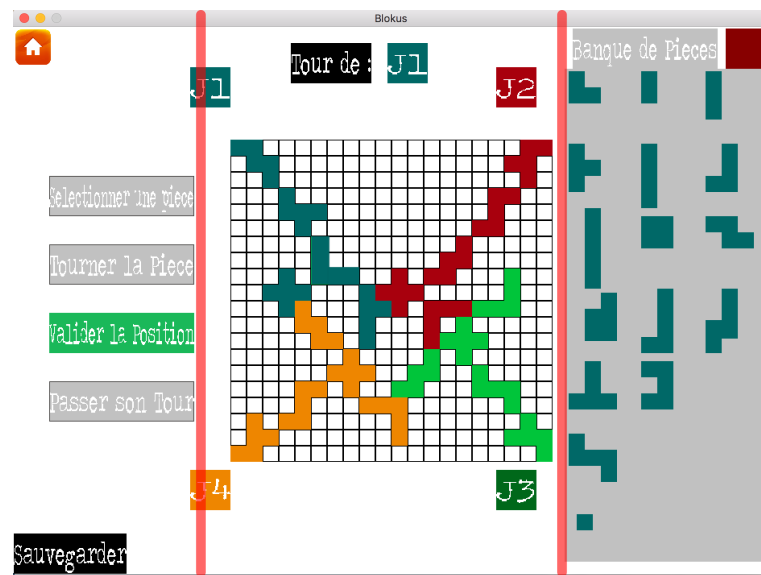 Blokus
Tour de : J1
Banque de Pieces
J1
J2
Selectionner une piece
Tourner la Piece
Valider la Position
Passer son Tour
J4
J3
Sauvegarder